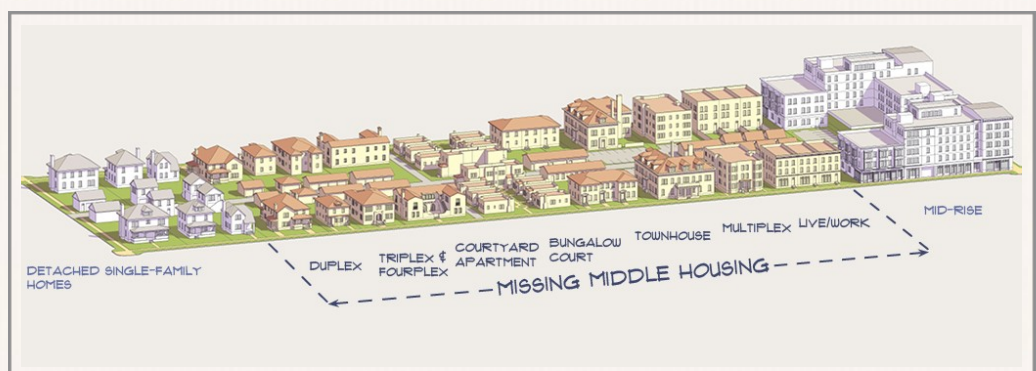 DETACHED SINGLE-FAMILY
HOMES
DUPLEX
TRIPLEX &
FOURPLEX
COURTYARD
APARTMENT
BUNGALOW
COURT
TOWNHOUSE
MULTIPLEX
LIVE/WORK
MID-RISE
MISSING MIDDLE HOUSING